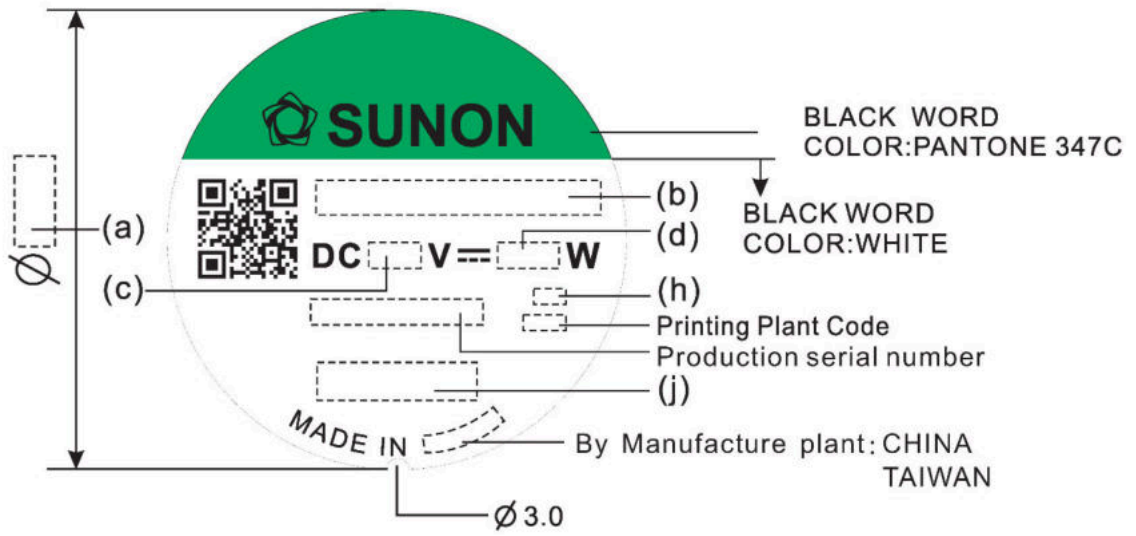 SUNON
BLACK WORD
COLOR:PANTONE 347C
(a)
(b)
BLACK WORD
COLOR:WHITE
(d)
DC V W
(c)
(h)
Printing Plant Code
Production serial number
(j)
MADE IN
By Manufacture plant: CHINA
TAIWAN
Ø
Ø 3.0